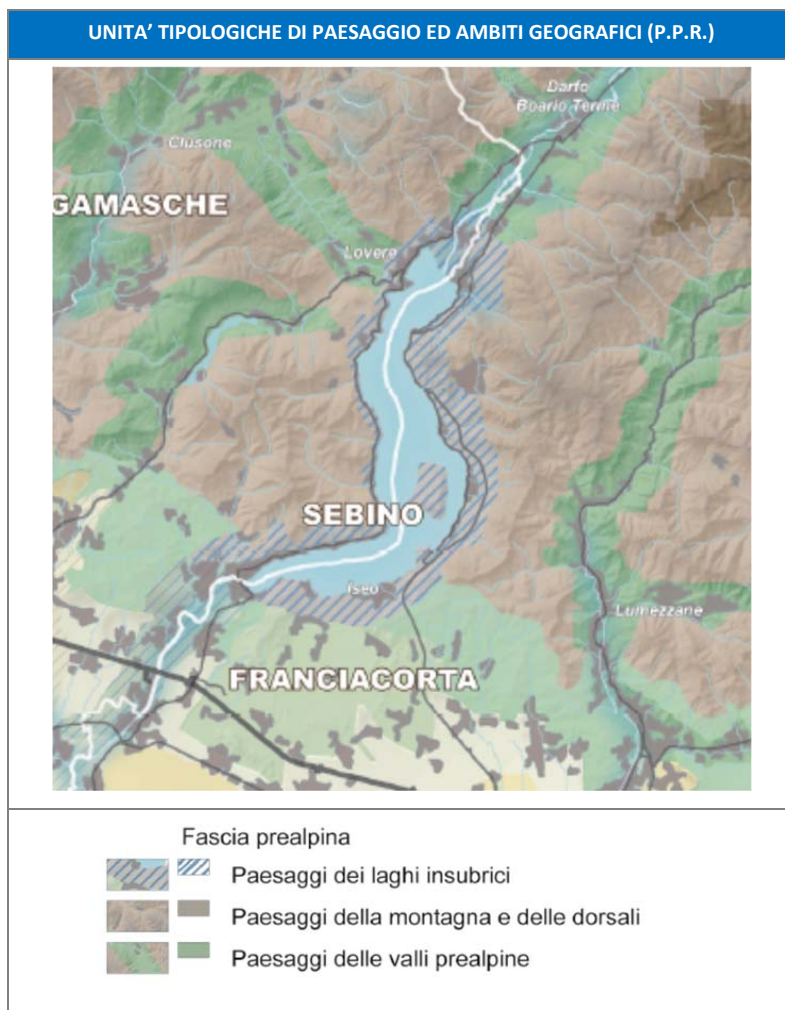 UNITA’ TIPOLOGICHE DI PAESAGGIO ED AMBITI GEOGRAFICI (P.P.R.)
Darfo
Boario Terme
Clusone
GAMASCHE
Lovere
SEBINO
Iseo
Lumezzane
FRANCIACORTA
Fascia prealpina
Paesaggi dei laghi insubrici
Paesaggi della montagna e delle dorsali
Paesaggi delle valli prealpine